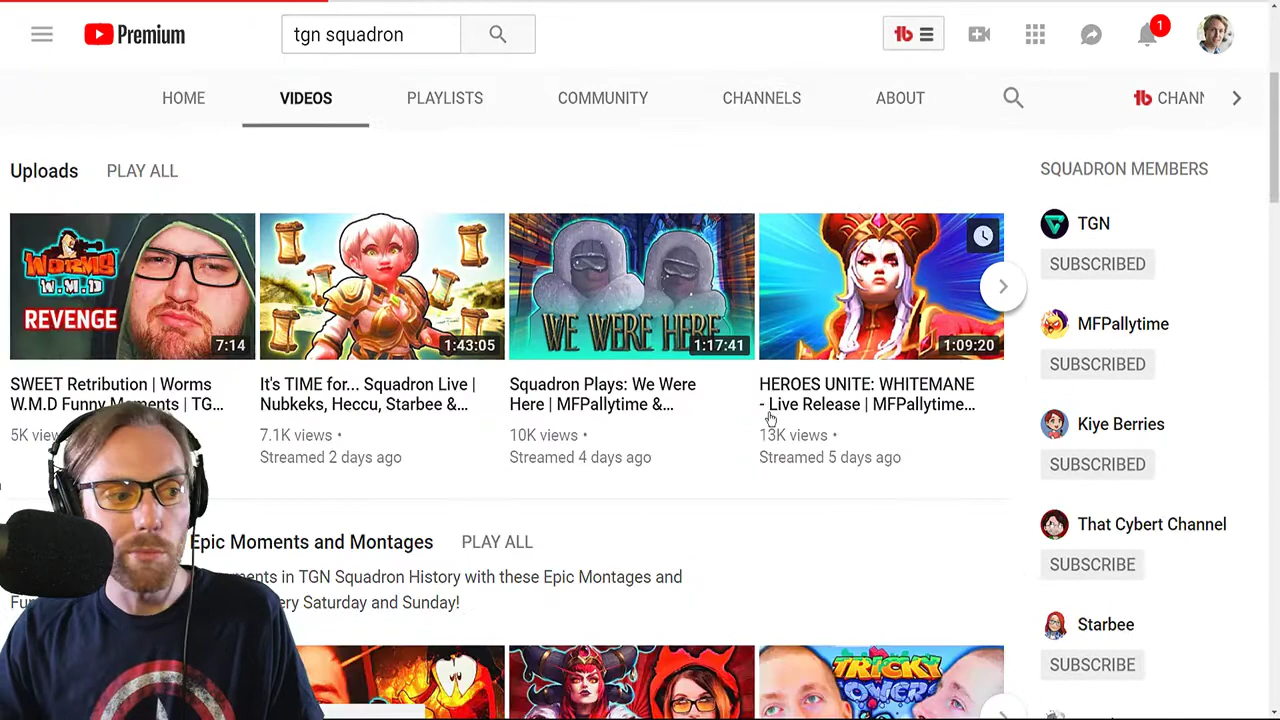 Premium
tgn squadron
1
HOME
VIDEOS
PLAYLISTS
COMMUNITY
CHANNELS
ABOUT
CHANN
Uploads PLAY ALL
SQUADRON MEMBERS
WORMS
W.M.D
REVENGE
7:14
1:43:05
WE WERE HERE
1:17:41
1:09:20
SWEET Retribution | Worms
W.M.D Funny Moments | TG...
5K view
It's TIME for... Squadron Live |
Nubkeks, Heccu, Starbee &...
7.1K views •
Streamed 2 days ago
Squadron Plays: We Were
Here | MFPallytime &...
10K views •
Streamed 4 days ago
HEROES UNITE: WHITEMANE
- Live Release | MFPallytime...
13K views •
Streamed 5 days ago
TGN
SUBSCRIBED
MFPallytime
SUBSCRIBED
Kiye Berries
SUBSCRIBED
That Cybert Channel
SUBSCRIBE
Starbee
SUBSCRIBE
Epic Moments and Montages PLAY ALL
ments in TGN Squadron History with these Epic Montages and
Fu ery Saturday and Sunday!
TRICKY